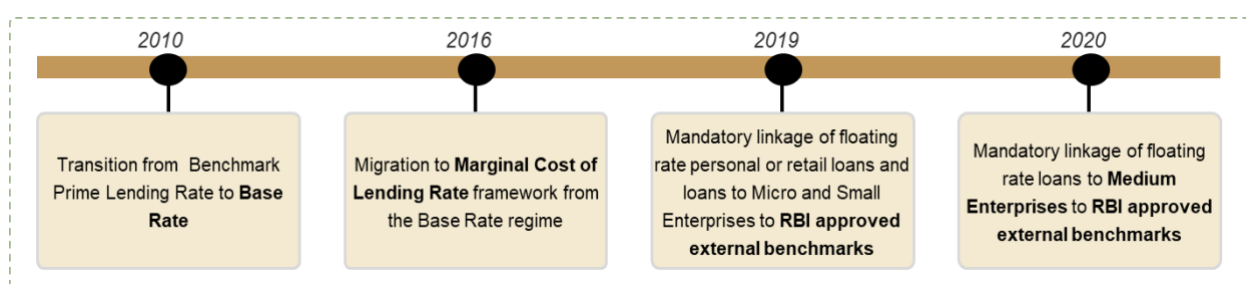 2010
2016
2019
2020
Transition from Benchmark
Prime Lending Rate to Base
Rate
Migration to Marginal Cost of
Lending Rate framework from
the Base Rate regime
Mandatory linkage of floating
rate personal or retail loans and
loans to Micro and Small
Enterprises to RBI approved
external benchmarks
Mandatory linkage of floating
rate loans to Medium
Enterprises to RBI approved
external benchmarks